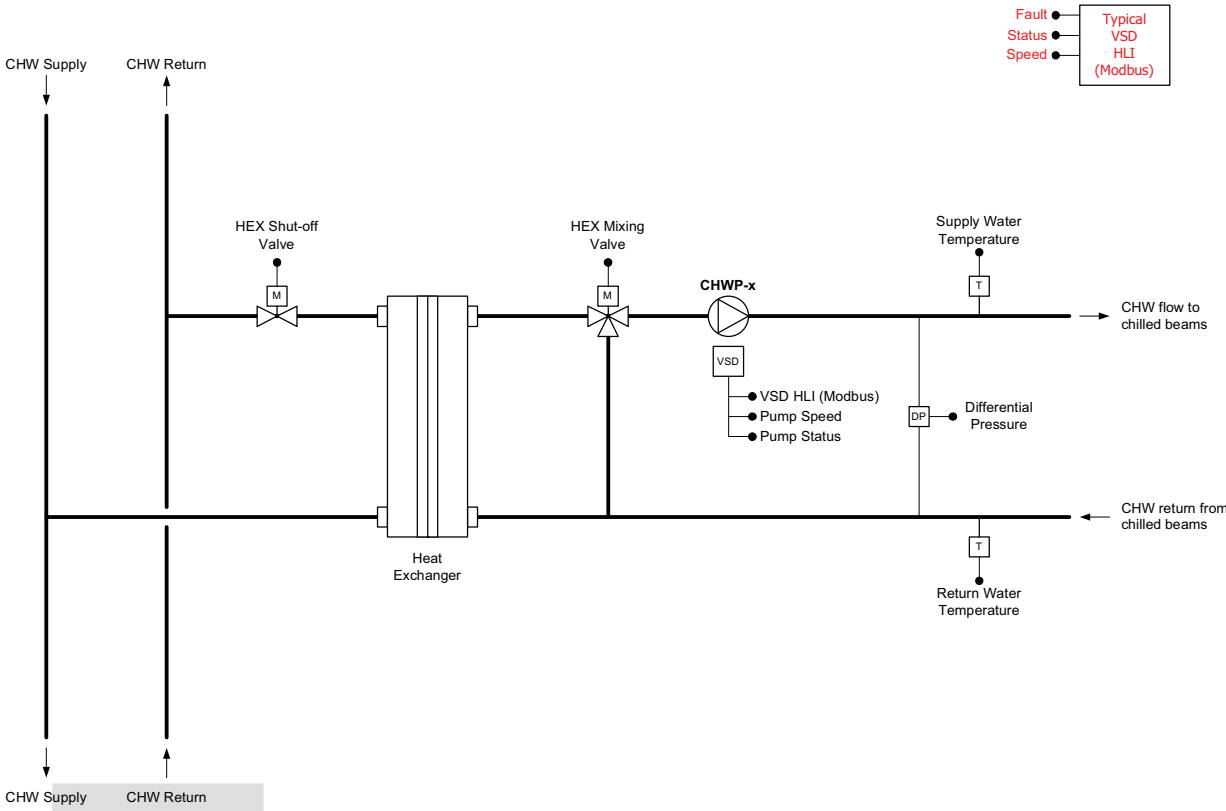 Fault
Status
Speed
Typical
VSD
HLI
(Modbus)
CHW Supply
CHW Return
HEX Shut-off
Valve
M
HEX Mixing
Valve
M
CHWP-x
VSD
VSD HLI (Modbus)
Pump Speed
Pump Status
Supply Water
Temperature
T
CHW flow to
chilled beams
DP
Differential
Pressure
CHW return from
chilled beams
T
Return Water
Temperature
Heat
Exchanger
CHW Supply
CHW Return